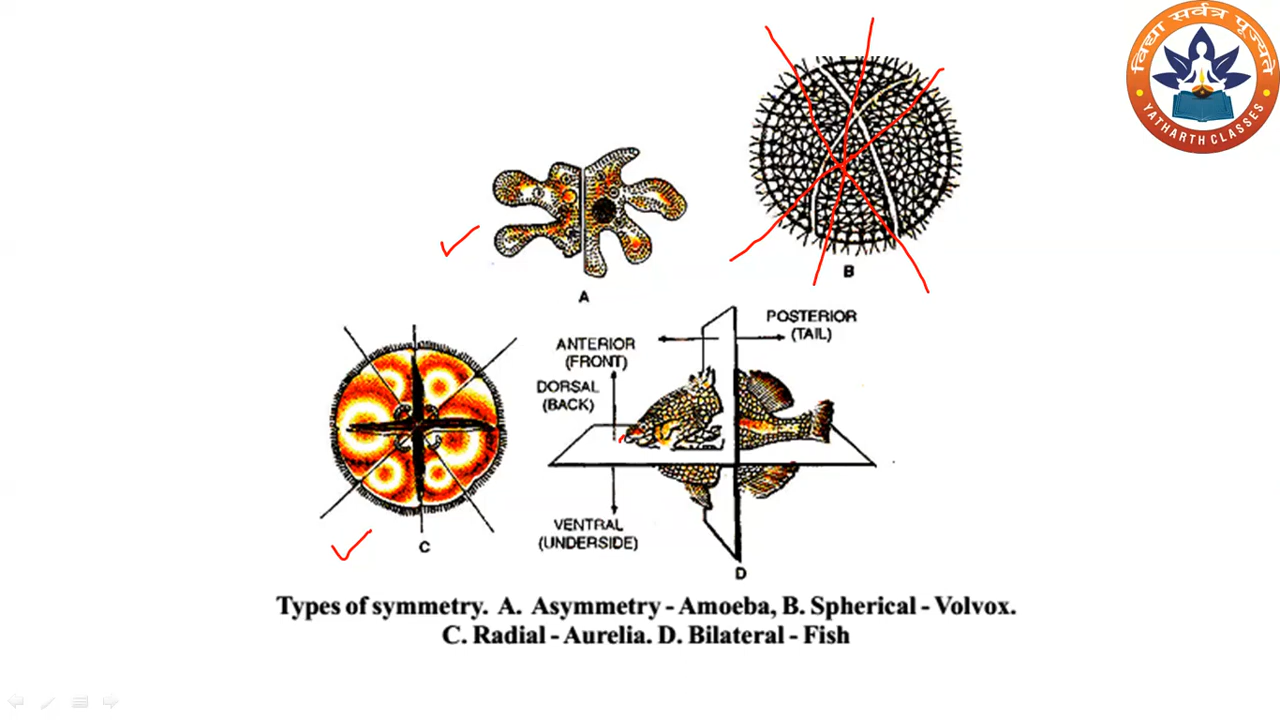 विद्या सर्वत्र पूज्यते
YATHARTH CLASSES
A
B
POSTERIOR
(TAIL)
ANTERIOR
(FRONT)
DORSAL
(BACK)
VENTRAL
(UNDERSIDE)
C
D
Types of symmetry. A. Asymmetry - Amoeba, B. Spherical - Volvox.
C. Radial - Aurelia. D. Bilateral - Fish